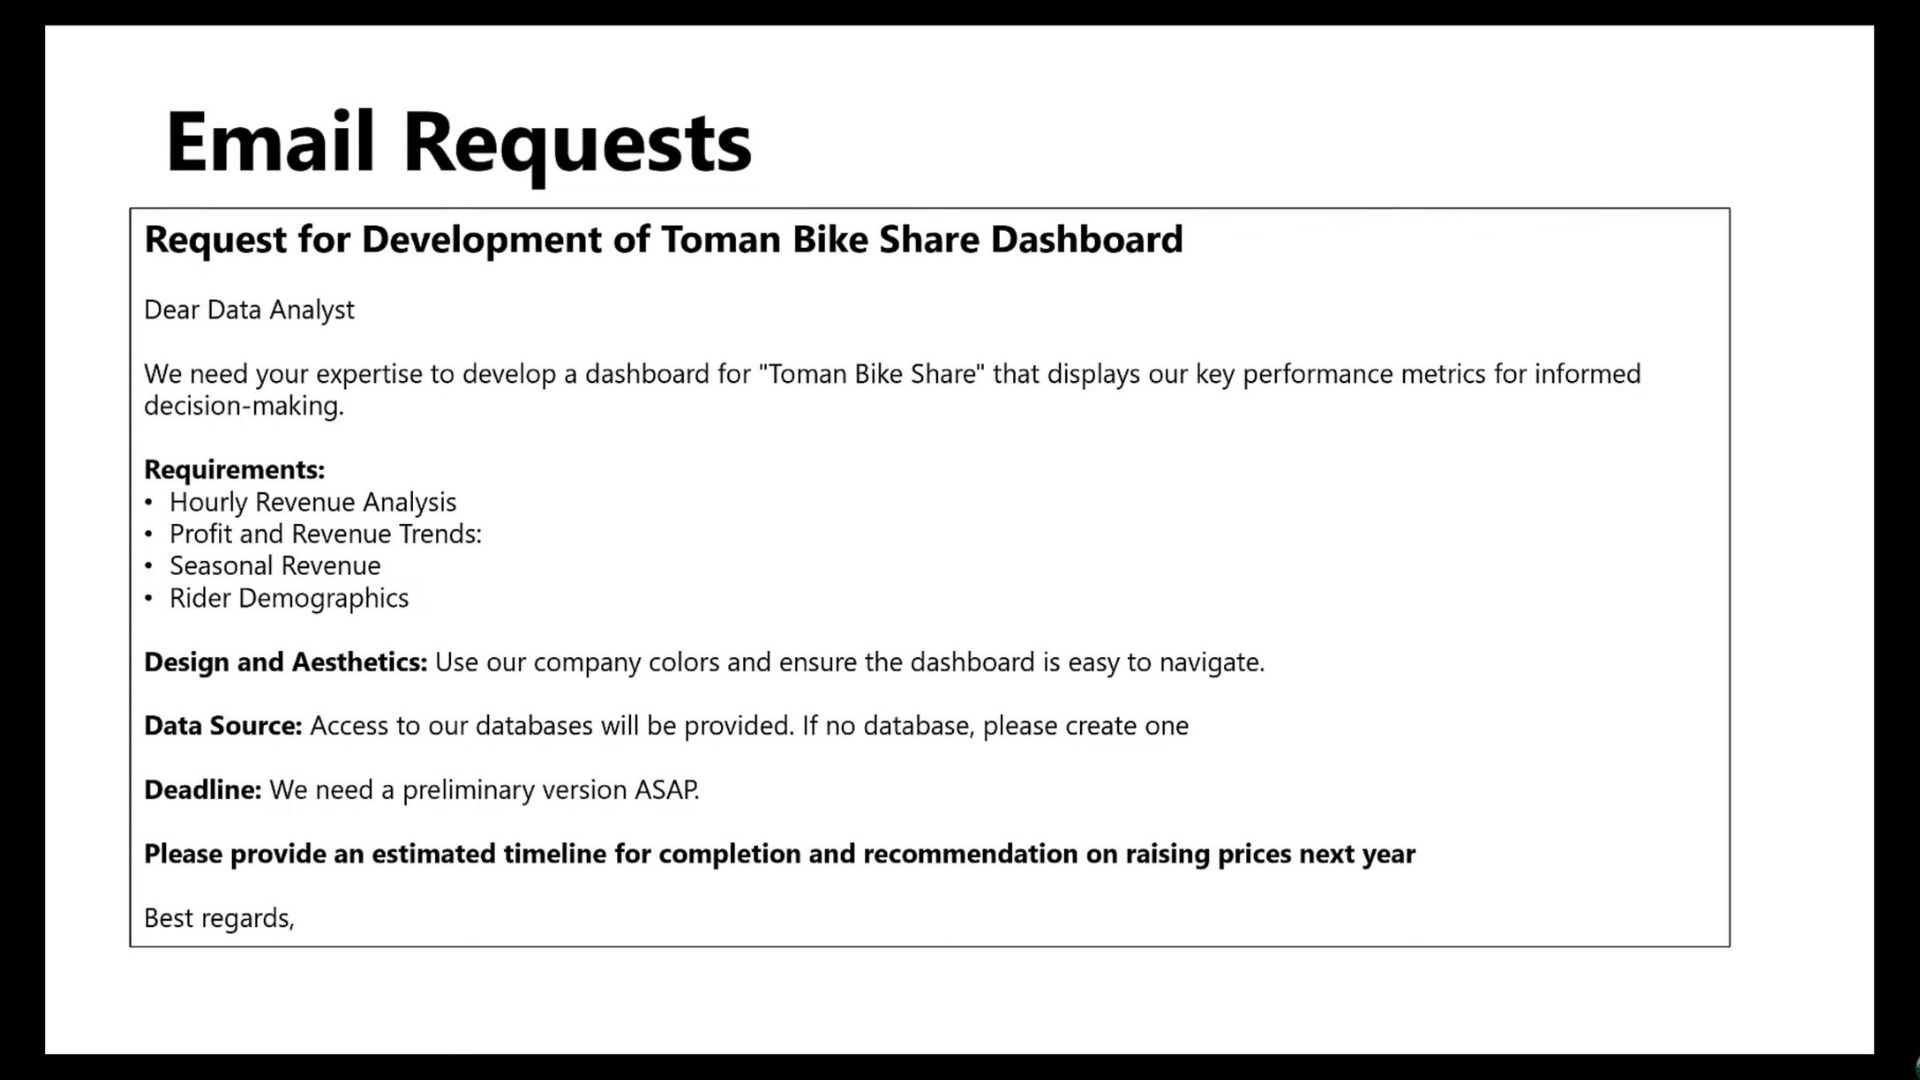 Email Requests
Request for Development of Toman Bike Share Dashboard
Dear Data Analyst
We need your expertise to develop a dashboard for "Toman Bike Share" that displays our key performance metrics for informed
decision-making.
Requirements:
• Hourly Revenue Analysis
• Profit and Revenue Trends:
• Seasonal Revenue
• Rider Demographics
Design and Aesthetics: Use our company colors and ensure the dashboard is easy to navigate.
Data Source: Access to our databases will be provided. If no database, please create one
Deadline: We need a preliminary version ASAP.
Please provide an estimated timeline for completion and recommendation on raising prices next year
Best regards,